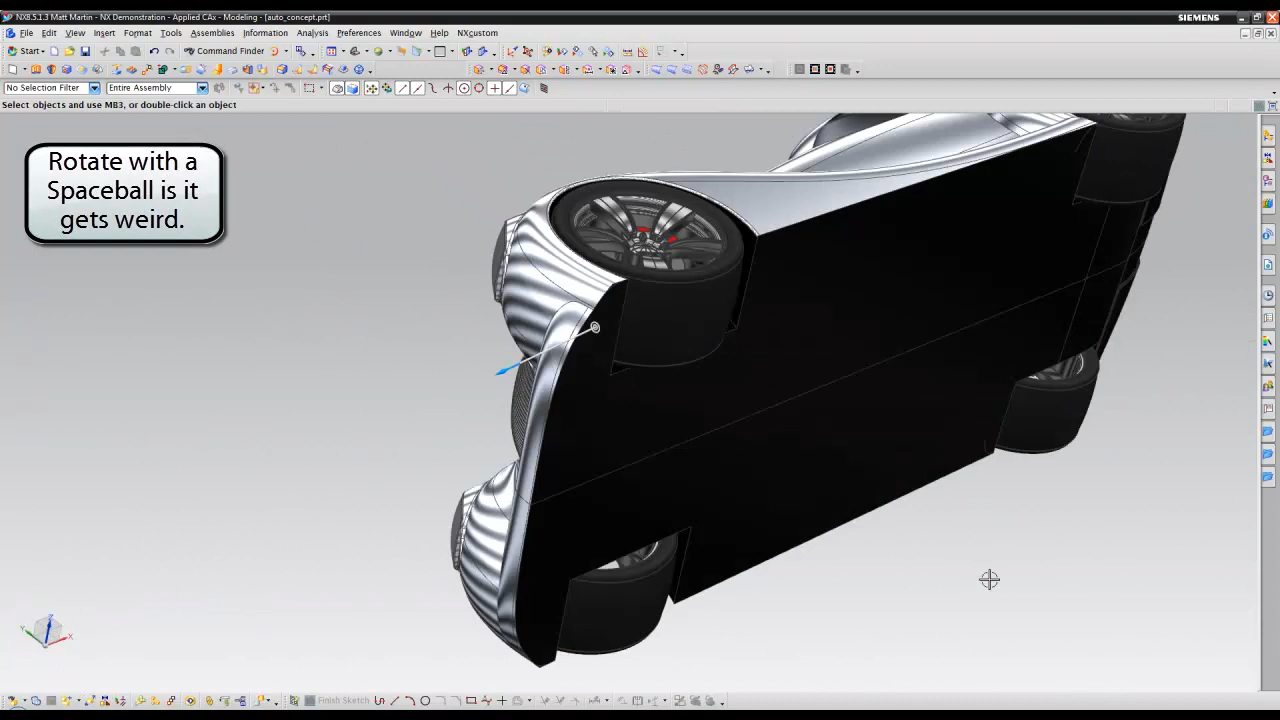 NX8.5.1.3 Matt Martin - NX Demonstration - Applied CAx - Modeling - [auto_concept.prt]
SIEMENS
File Edit View Insert Format Tools Assemblies Information Analysis Preferences Window Help NXcustom
Start
Command Finder
No Selection Filter
Entire Assembly
Select objects and use MB3, or double-click an object
Rotate with a
Spaceball is it
gets weird.
Z
Y
X
Finish Sketch